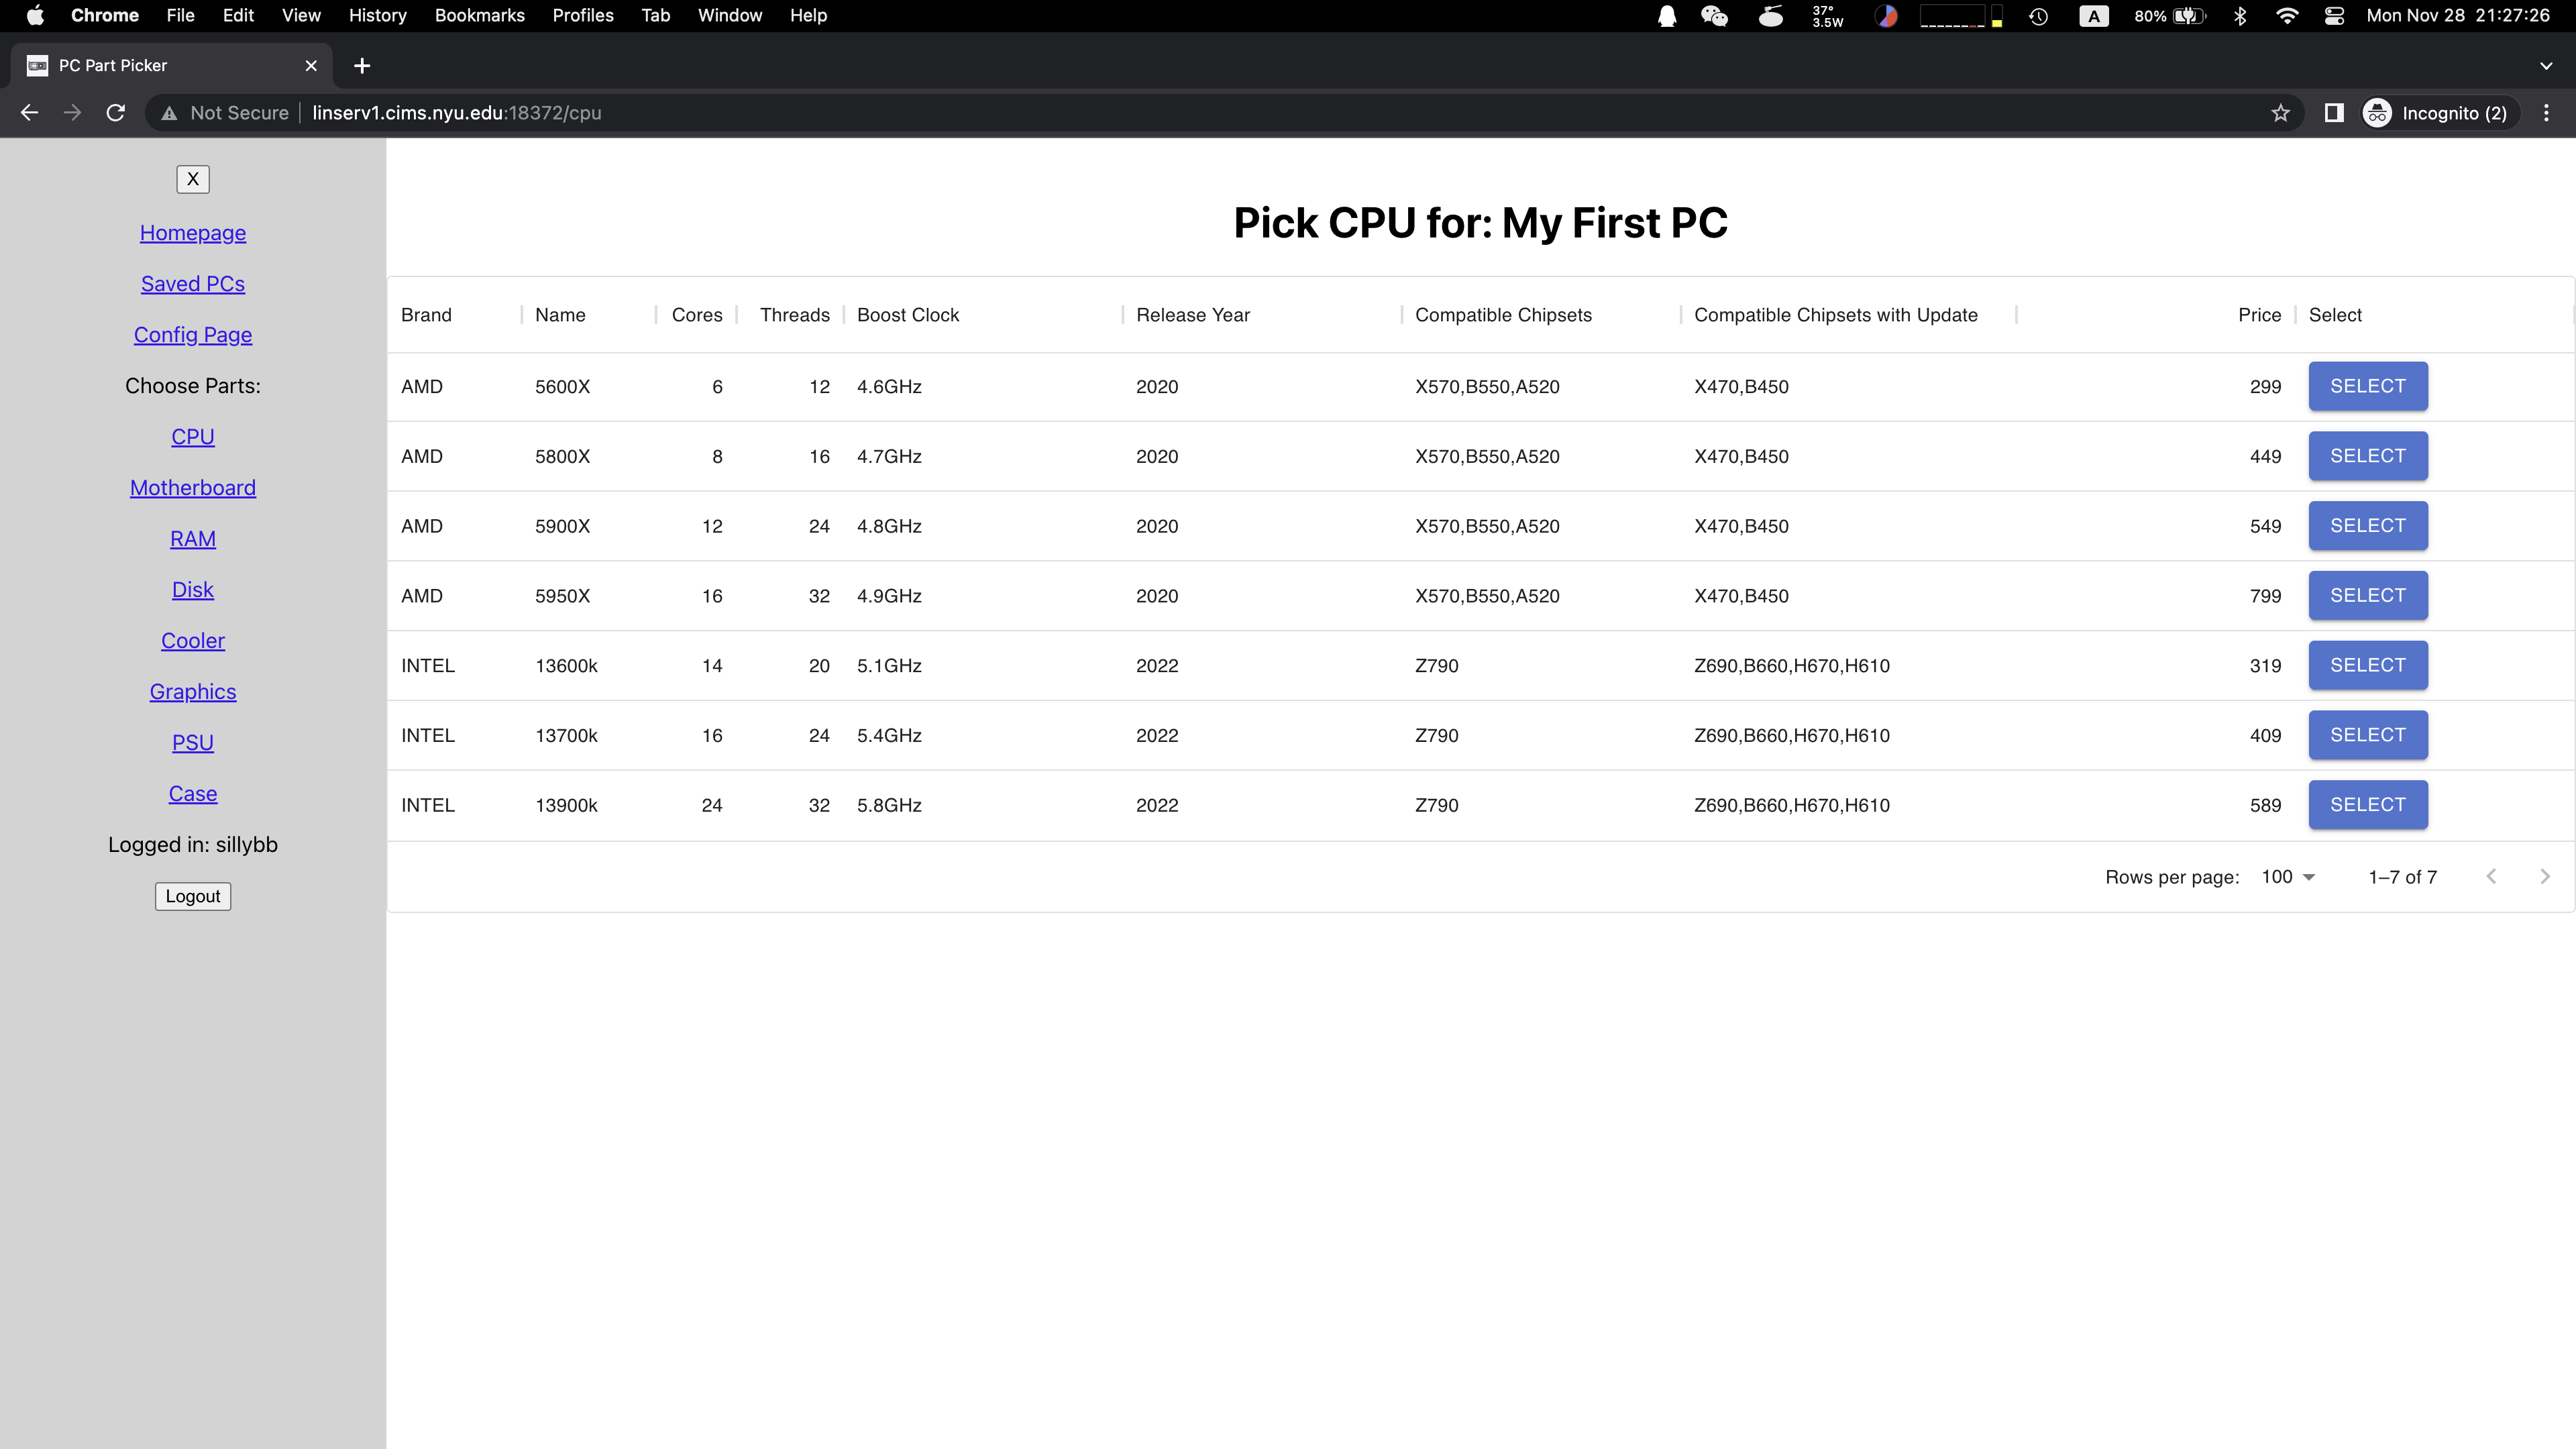 Chrome File Edit View History Bookmarks Profiles Tab Window Help 37° 3.5W A 80% Mon Nov 28 21:27:26
PC Part Picker
Not Secure linserv1.cims.nyu.edu:18372/cpu Incognito (2)
X
Homepage
Saved PCs
Config Page
Choose Parts:
CPU
Motherboard
RAM
Disk
Cooler
Graphics
PSU
Case
Logged in: sillybb
Logout
Pick CPU for: My First PC
Brand Name Cores Threads Boost Clock Release Year Compatible Chipsets Compatible Chipsets with Update Price Select
AMD 5600X 6 12 4.6GHz 2020 X570,B550,A520 X470,B450 299 SELECT
AMD 5800X 8 16 4.7GHz 2020 X570,B550,A520 X470,B450 449 SELECT
AMD 5900X 12 24 4.8GHz 2020 X570,B550,A520 X470,B450 549 SELECT
AMD 5950X 16 32 4.9GHz 2020 X570,B550,A520 X470,B450 799 SELECT
INTEL 13600k 14 20 5.1GHz 2022 Z790 Z690,B660,H670,H610 319 SELECT
INTEL 13700k 16 24 5.4GHz 2022 Z790 Z690,B660,H670,H610 409 SELECT
INTEL 13900k 24 32 5.8GHz 2022 Z790 Z690,B660,H670,H610 589 SELECT
Rows per page: 100 1–7 of 7